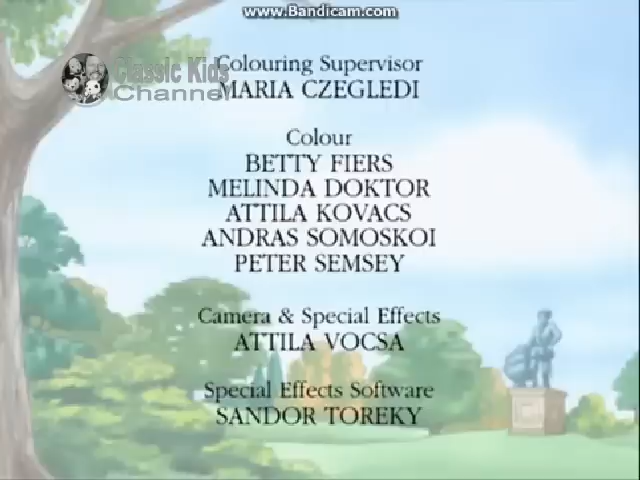 www.Bandicam.com
Classic Kids
Channel
Colouring Supervisor
MARIA CZEGLEDI
Colour
BETTY FIERS
MELINDA DOKTOR
ATTILA KOVACS
ANDRAS SOMOSKOI
PETER SEMSEY
Camera & Special Effects
ATTILA VOCSA
Special Effects Software
SANDOR TOREKY